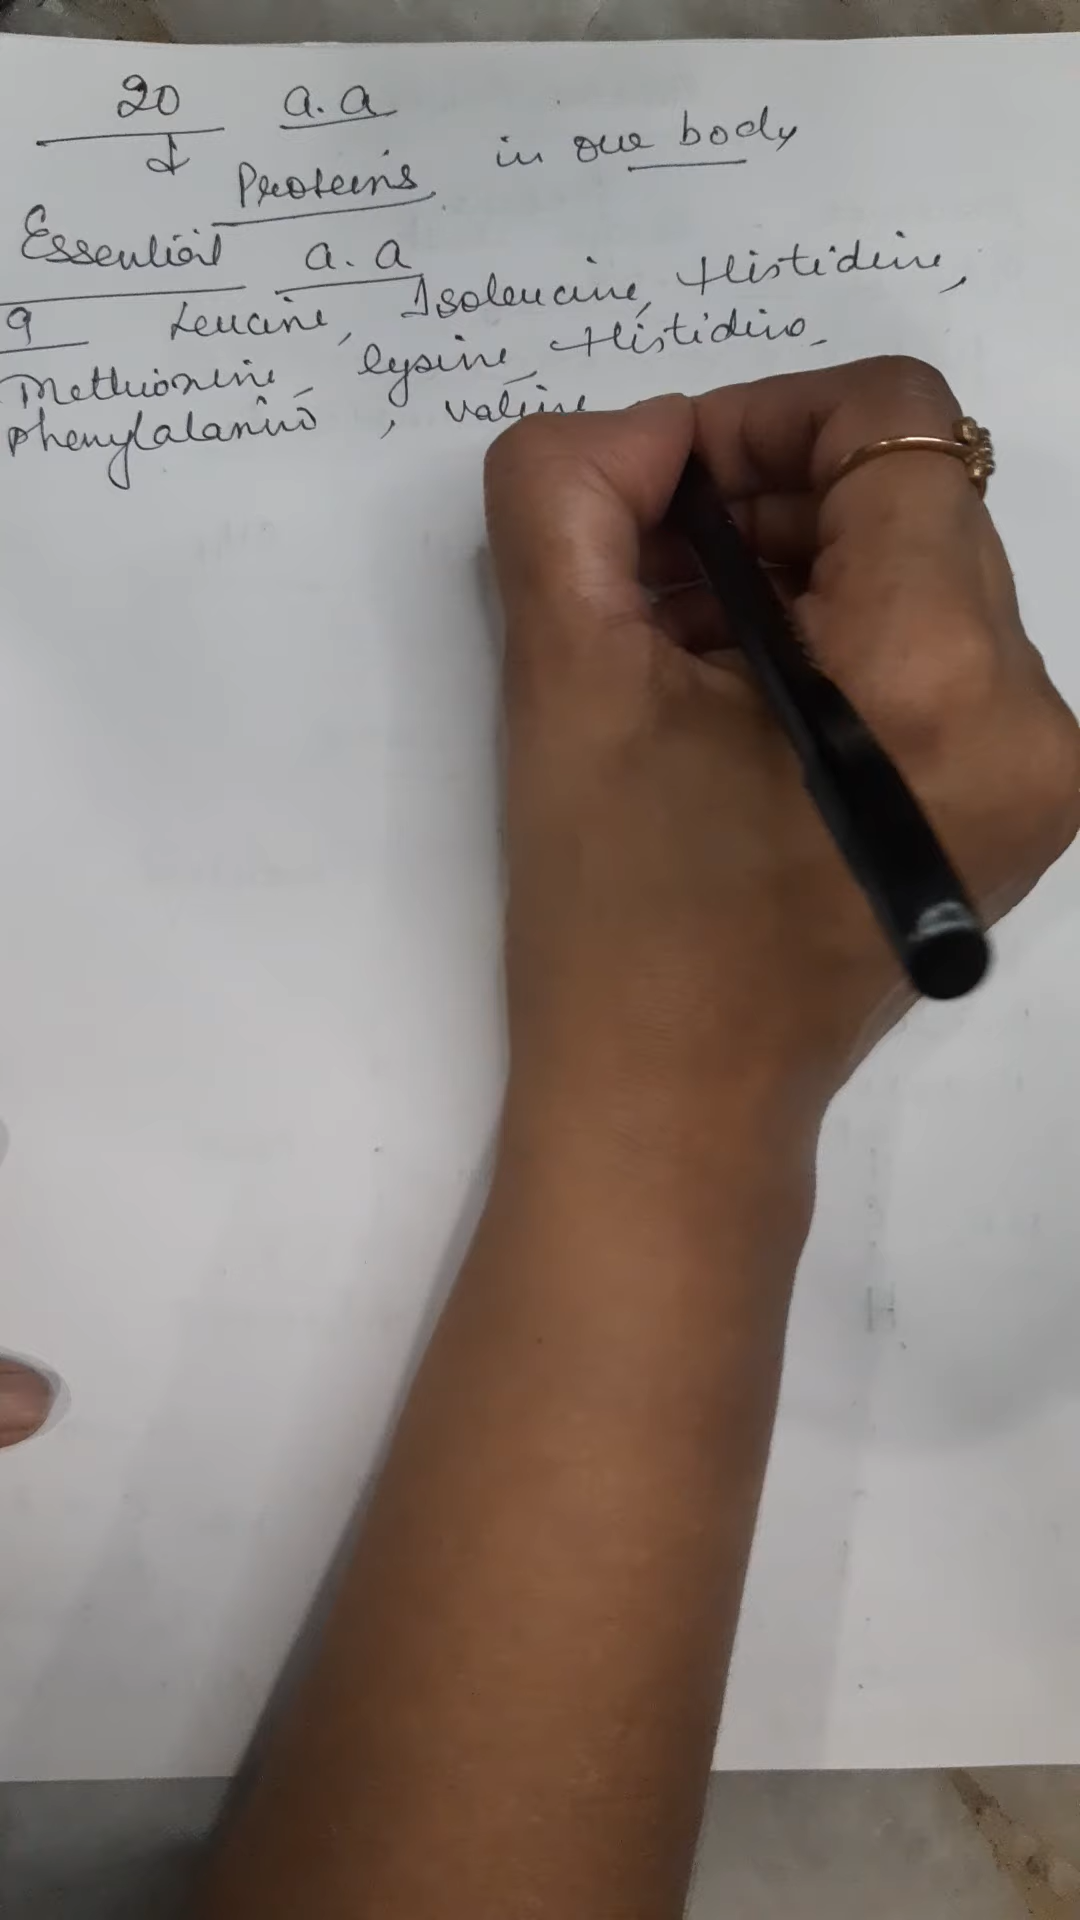 20 a.a
Proteins in our body
Essential a.a
9 Leucine, Isoleucine, Histidine,
Methionine, lysine, Histidine
Phenylalanine, valine